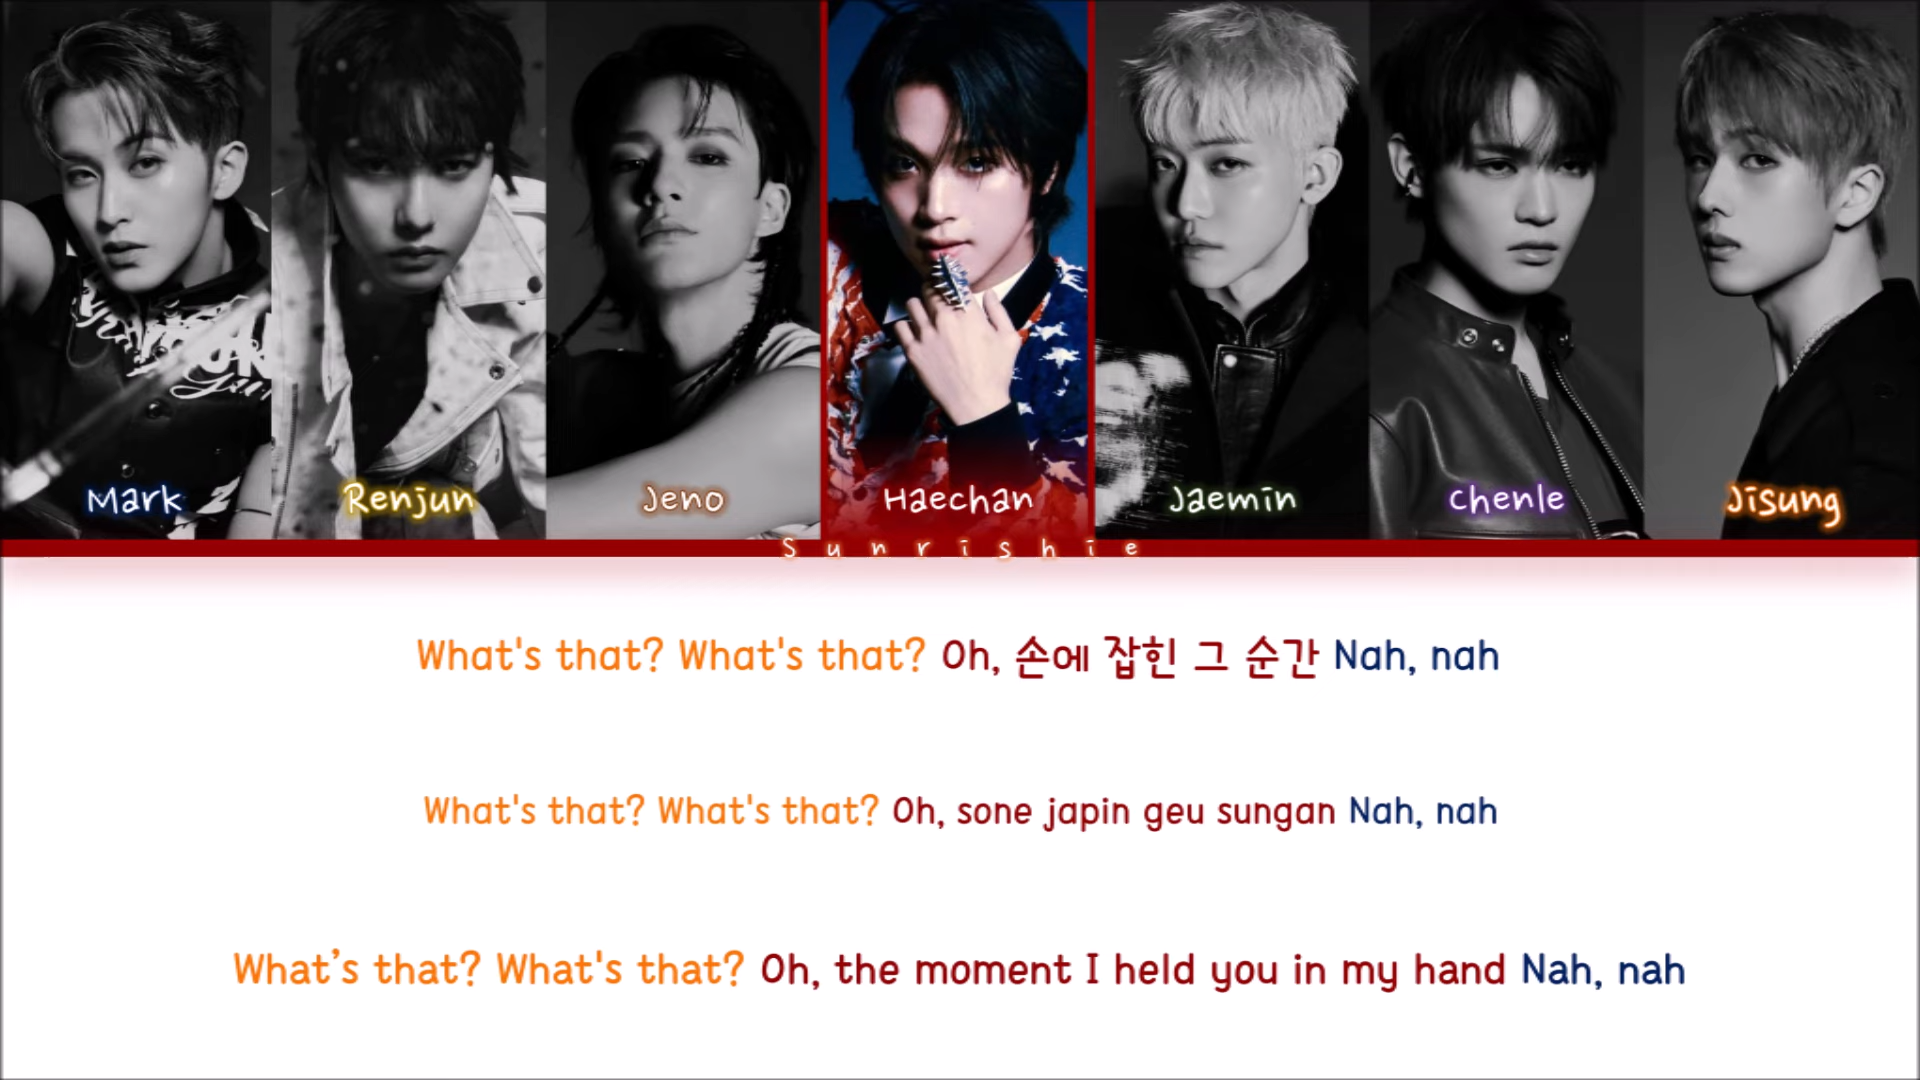 Mark Renjun Jeno Haechan Jaemin Chenle Jisung
Sunrishie
What's that? What's that? Oh, 손에 잡힌 그 순간 Nah, nah
What's that? What's that? Oh, sone japin geu sungan Nah, nah
What’s that? What's that? Oh, the moment I held you in my hand Nah, nah